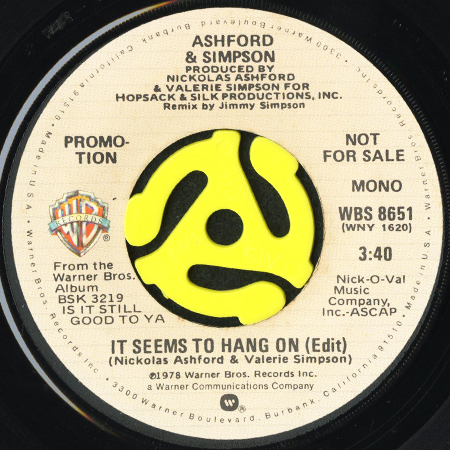 ASHFORD
& SIMPSON
PRODUCED BY
NICKOLAS ASHFORD
& VALERIE SIMPSON FOR
HOPSACK & SILK PRODUCTIONS, INC.
Remix by Jimmy Simpson
PROMO-
TION
NOT
FOR SALE
MONO
WBS 8651
(WNY 1620)
3:40
WB
RECORDS
From the
Warner Bros.
Album
BSK 3219
IS IT STILL
GOOD TO YA
Nick-O-Val
Music
Company,
Inc.-ASCAP
IT SEEMS TO HANG ON (Edit)
(Nickolas Ashford & Valerie Simpson)
℗1978 Warner Bros. Records Inc.
a Warner Communications Company
Warner Bros. Records Inc. • 3300 Warner Boulevard, Burbank, California 91510 • Made in U.S.A. •